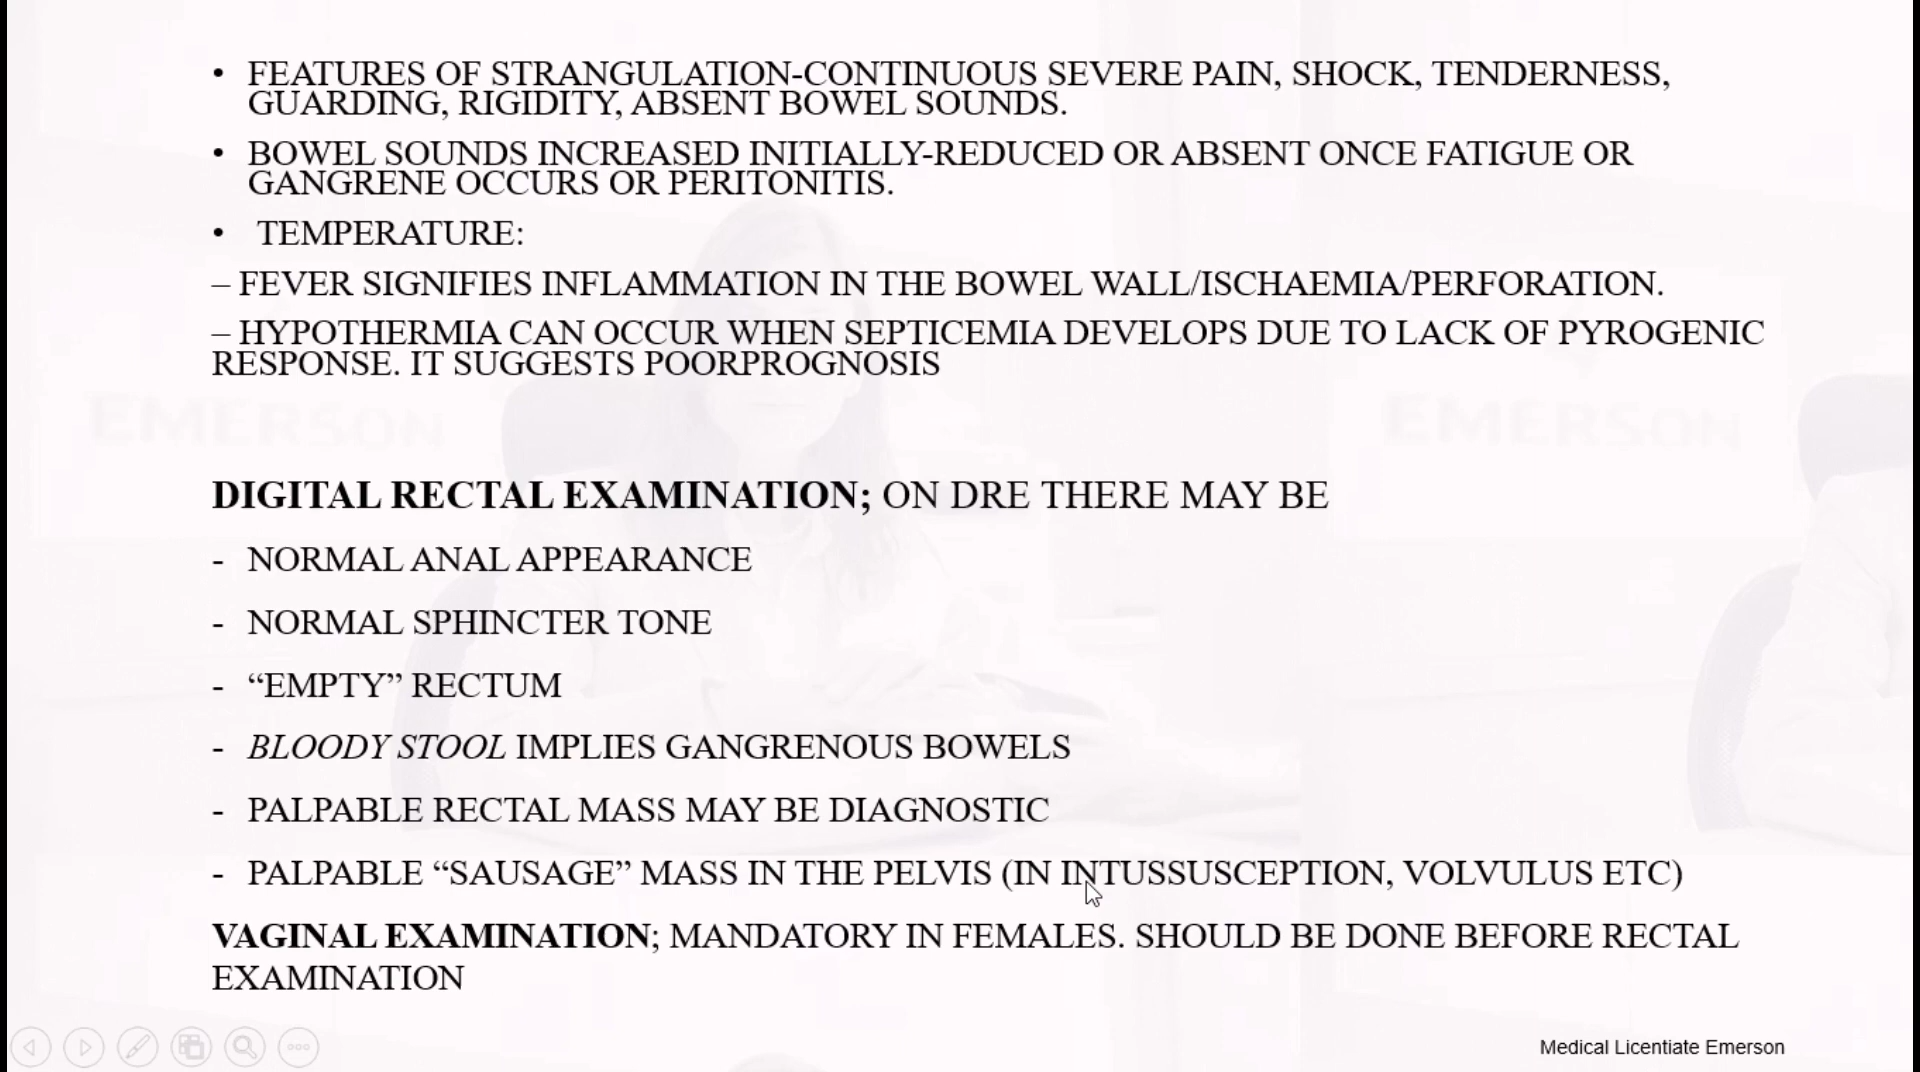 • FEATURES OF STRANGULATION-CONTINUOUS SEVERE PAIN, SHOCK, TENDERNESS,
GUARDING, RIGIDITY, ABSENT BOWEL SOUNDS.
• BOWEL SOUNDS INCREASED INITIALLY-REDUCED OR ABSENT ONCE FATIGUE OR
GANGRENE OCCURS OR PERITONITIS.
• TEMPERATURE:
– FEVER SIGNIFIES INFLAMMATION IN THE BOWEL WALL/ISCHAEMIA/PERFORATION.
– HYPOTHERMIA CAN OCCUR WHEN SEPTICEMIA DEVELOPS DUE TO LACK OF PYROGENIC
RESPONSE. IT SUGGESTS POORPROGNOSIS
EMERSON
EMERSON
DIGITAL RECTAL EXAMINATION; ON DRE THERE MAY BE
- NORMAL ANAL APPEARANCE
- NORMAL SPHINCTER TONE
- “EMPTY” RECTUM
- BLOODY STOOL IMPLIES GANGRENOUS BOWELS
- PALPABLE RECTAL MASS MAY BE DIAGNOSTIC
- PALPABLE “SAUSAGE” MASS IN THE PELVIS (IN INTUSSUSCEPTION, VOLVULUS ETC)
VAGINAL EXAMINATION; MANDATORY IN FEMALES. SHOULD BE DONE BEFORE RECTAL
EXAMINATION
Medical Licentiate Emerson